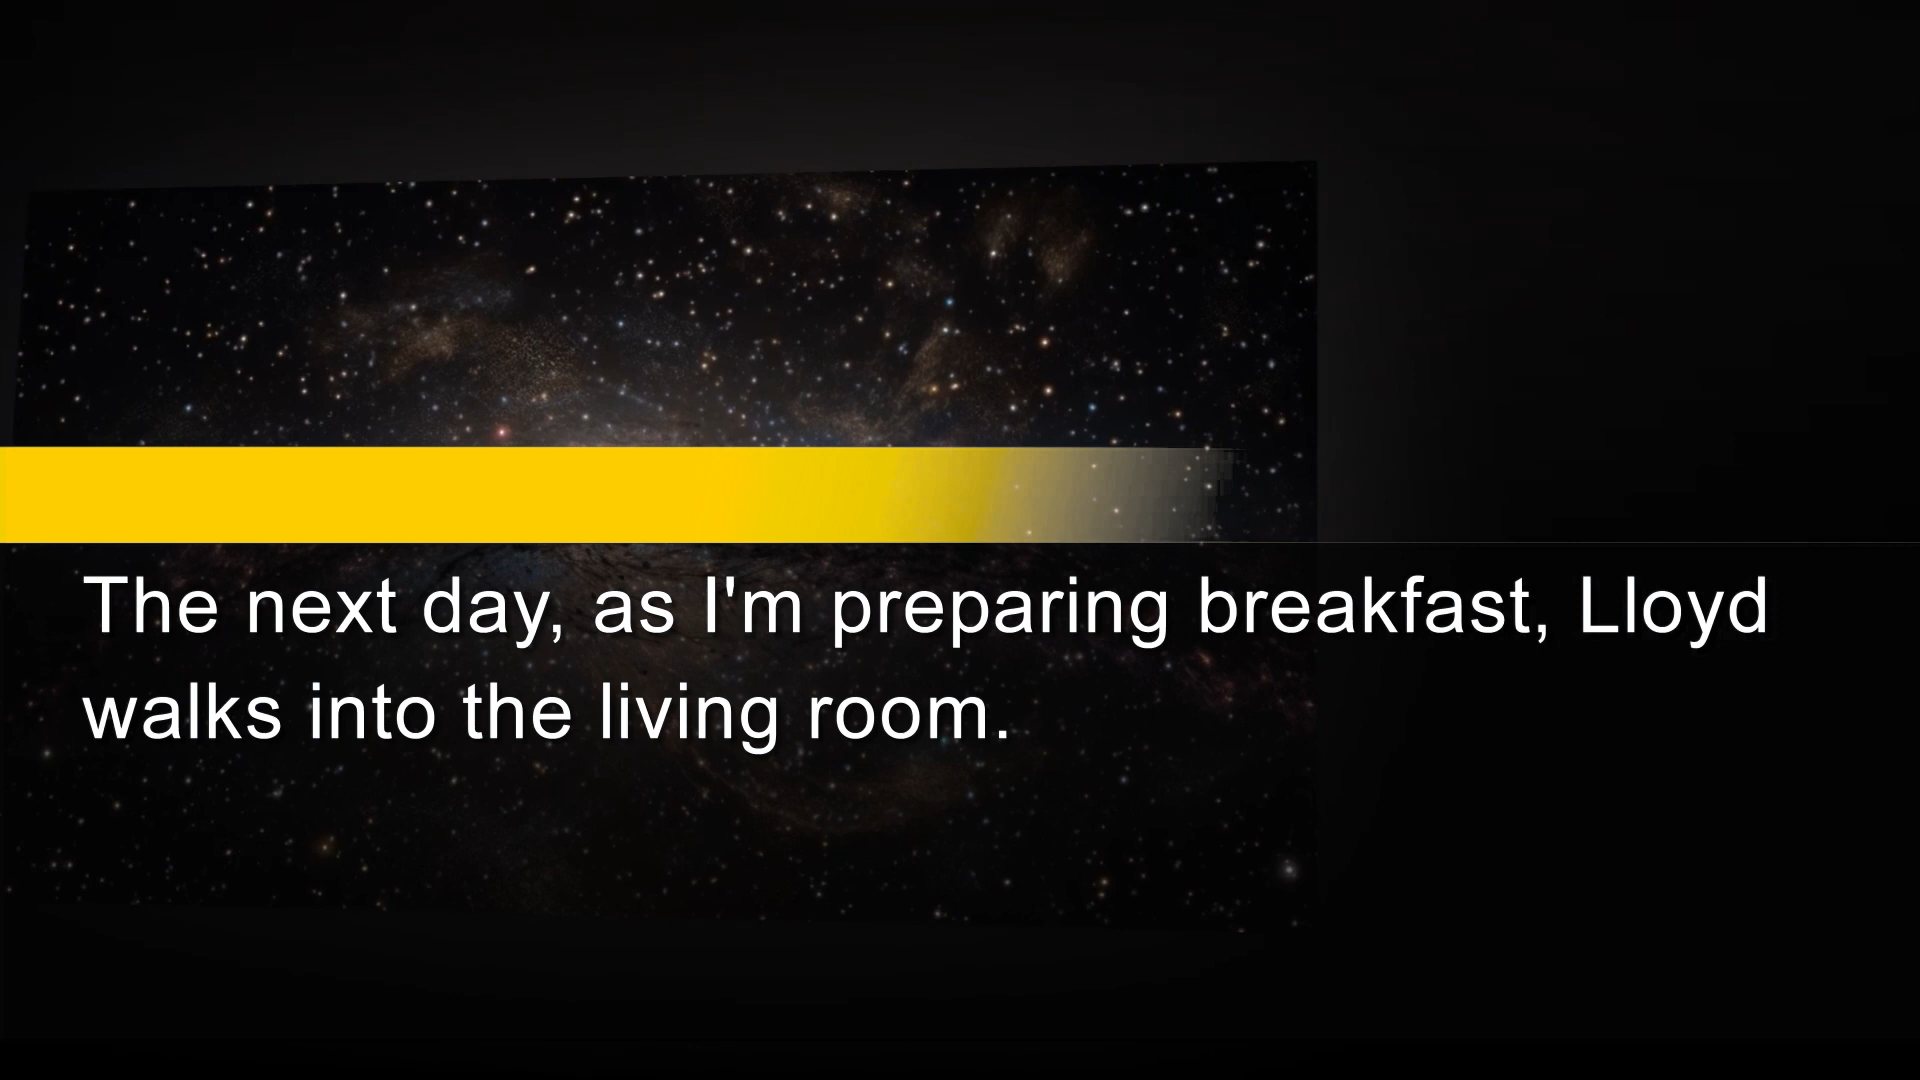 The next day, as I'm preparing breakfast, Lloyd
walks into the living room.